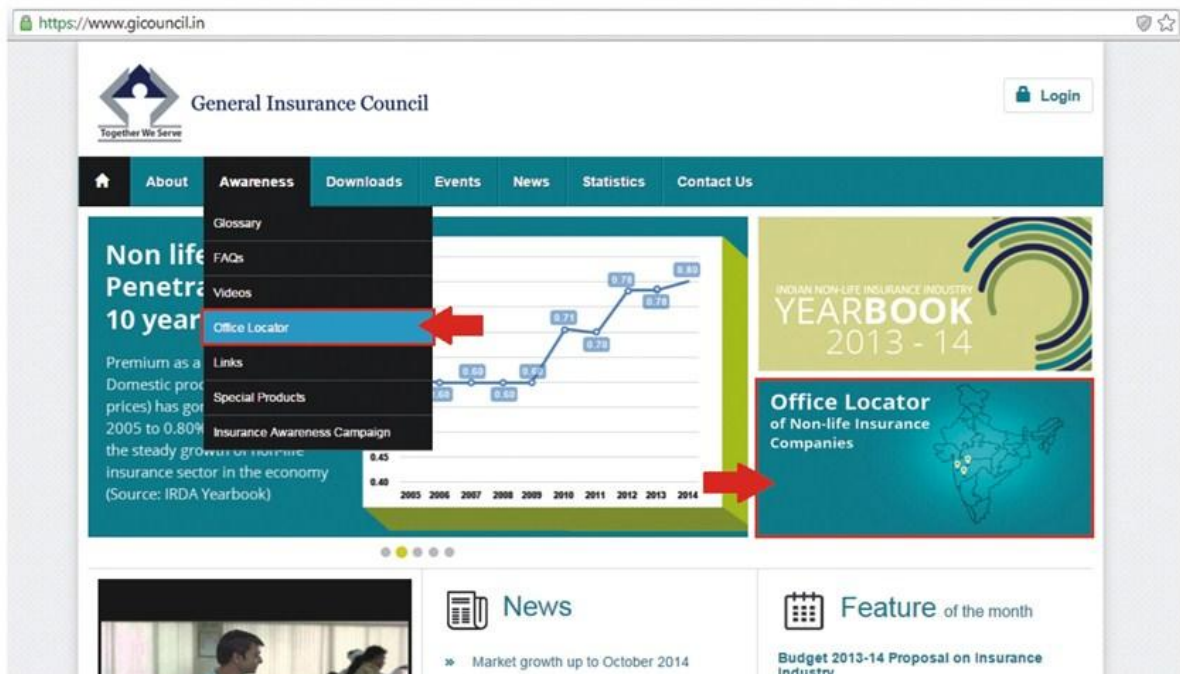 https://www.gicouncil.in
General Insurance Council
Together We Serve
Login
About Awareness Downloads Events News Statistics Contact Us
Glossary
FAQs
Videos
Office Locator
Links
Special Products
Insurance Awareness Campaign
Non life
Penetra
10 year
Premium as a
Domestic prod
prices) has gon
2005 to 0.80%
the steady growth of non-life
insurance sector in the economy
(Source: IRDA Yearbook)
0.60
0.60
0.60
0.71
0.70
0.78
0.78
0.80
0.45
0.40
2005 2006 2007 2008 2009 2010 2011 2012 2013 2014
INDIAN NON-LIFE INSURANCE INDUSTRY
YEARBOOK
2013 - 14
Office Locator
of Non-life Insurance
Companies
News
Market growth up to October 2014
Feature of the month
Budget 2013-14 Proposal on Insurance
Industry